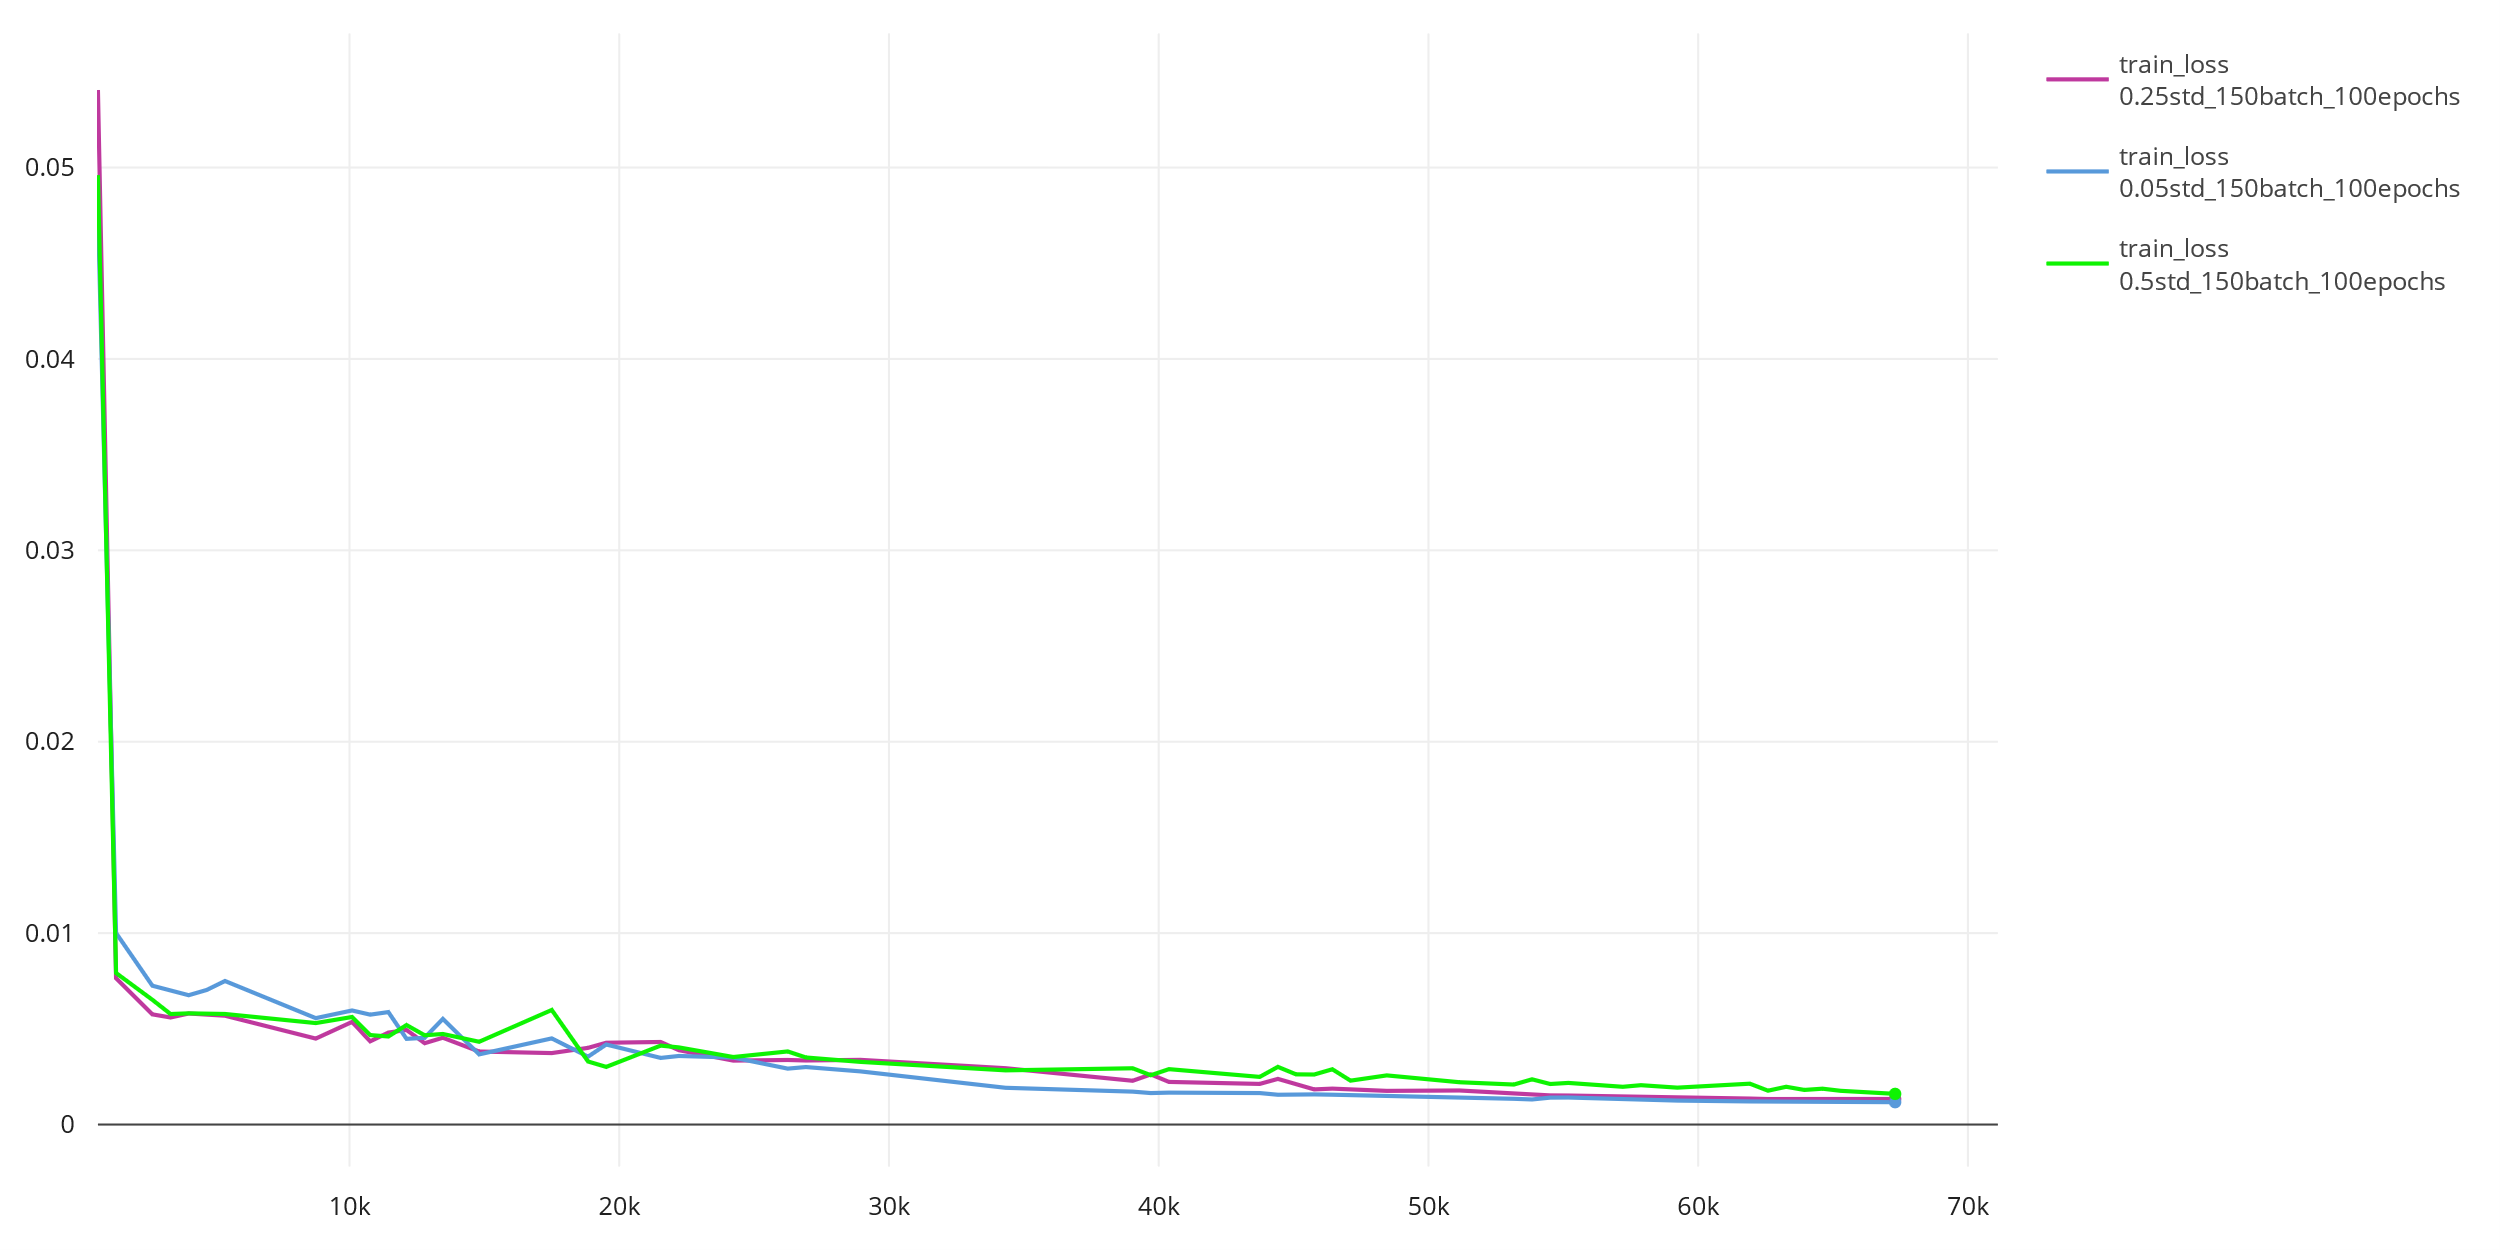 train_loss
0.25std_150batch_100epochs
train_loss
0.05std_150batch_100epochs
train_loss
0.5std_150batch_100epochs
0.05
0.04
0.03
0.02
0.01
0
10k
20k
30k
40k
50k
60k
70k